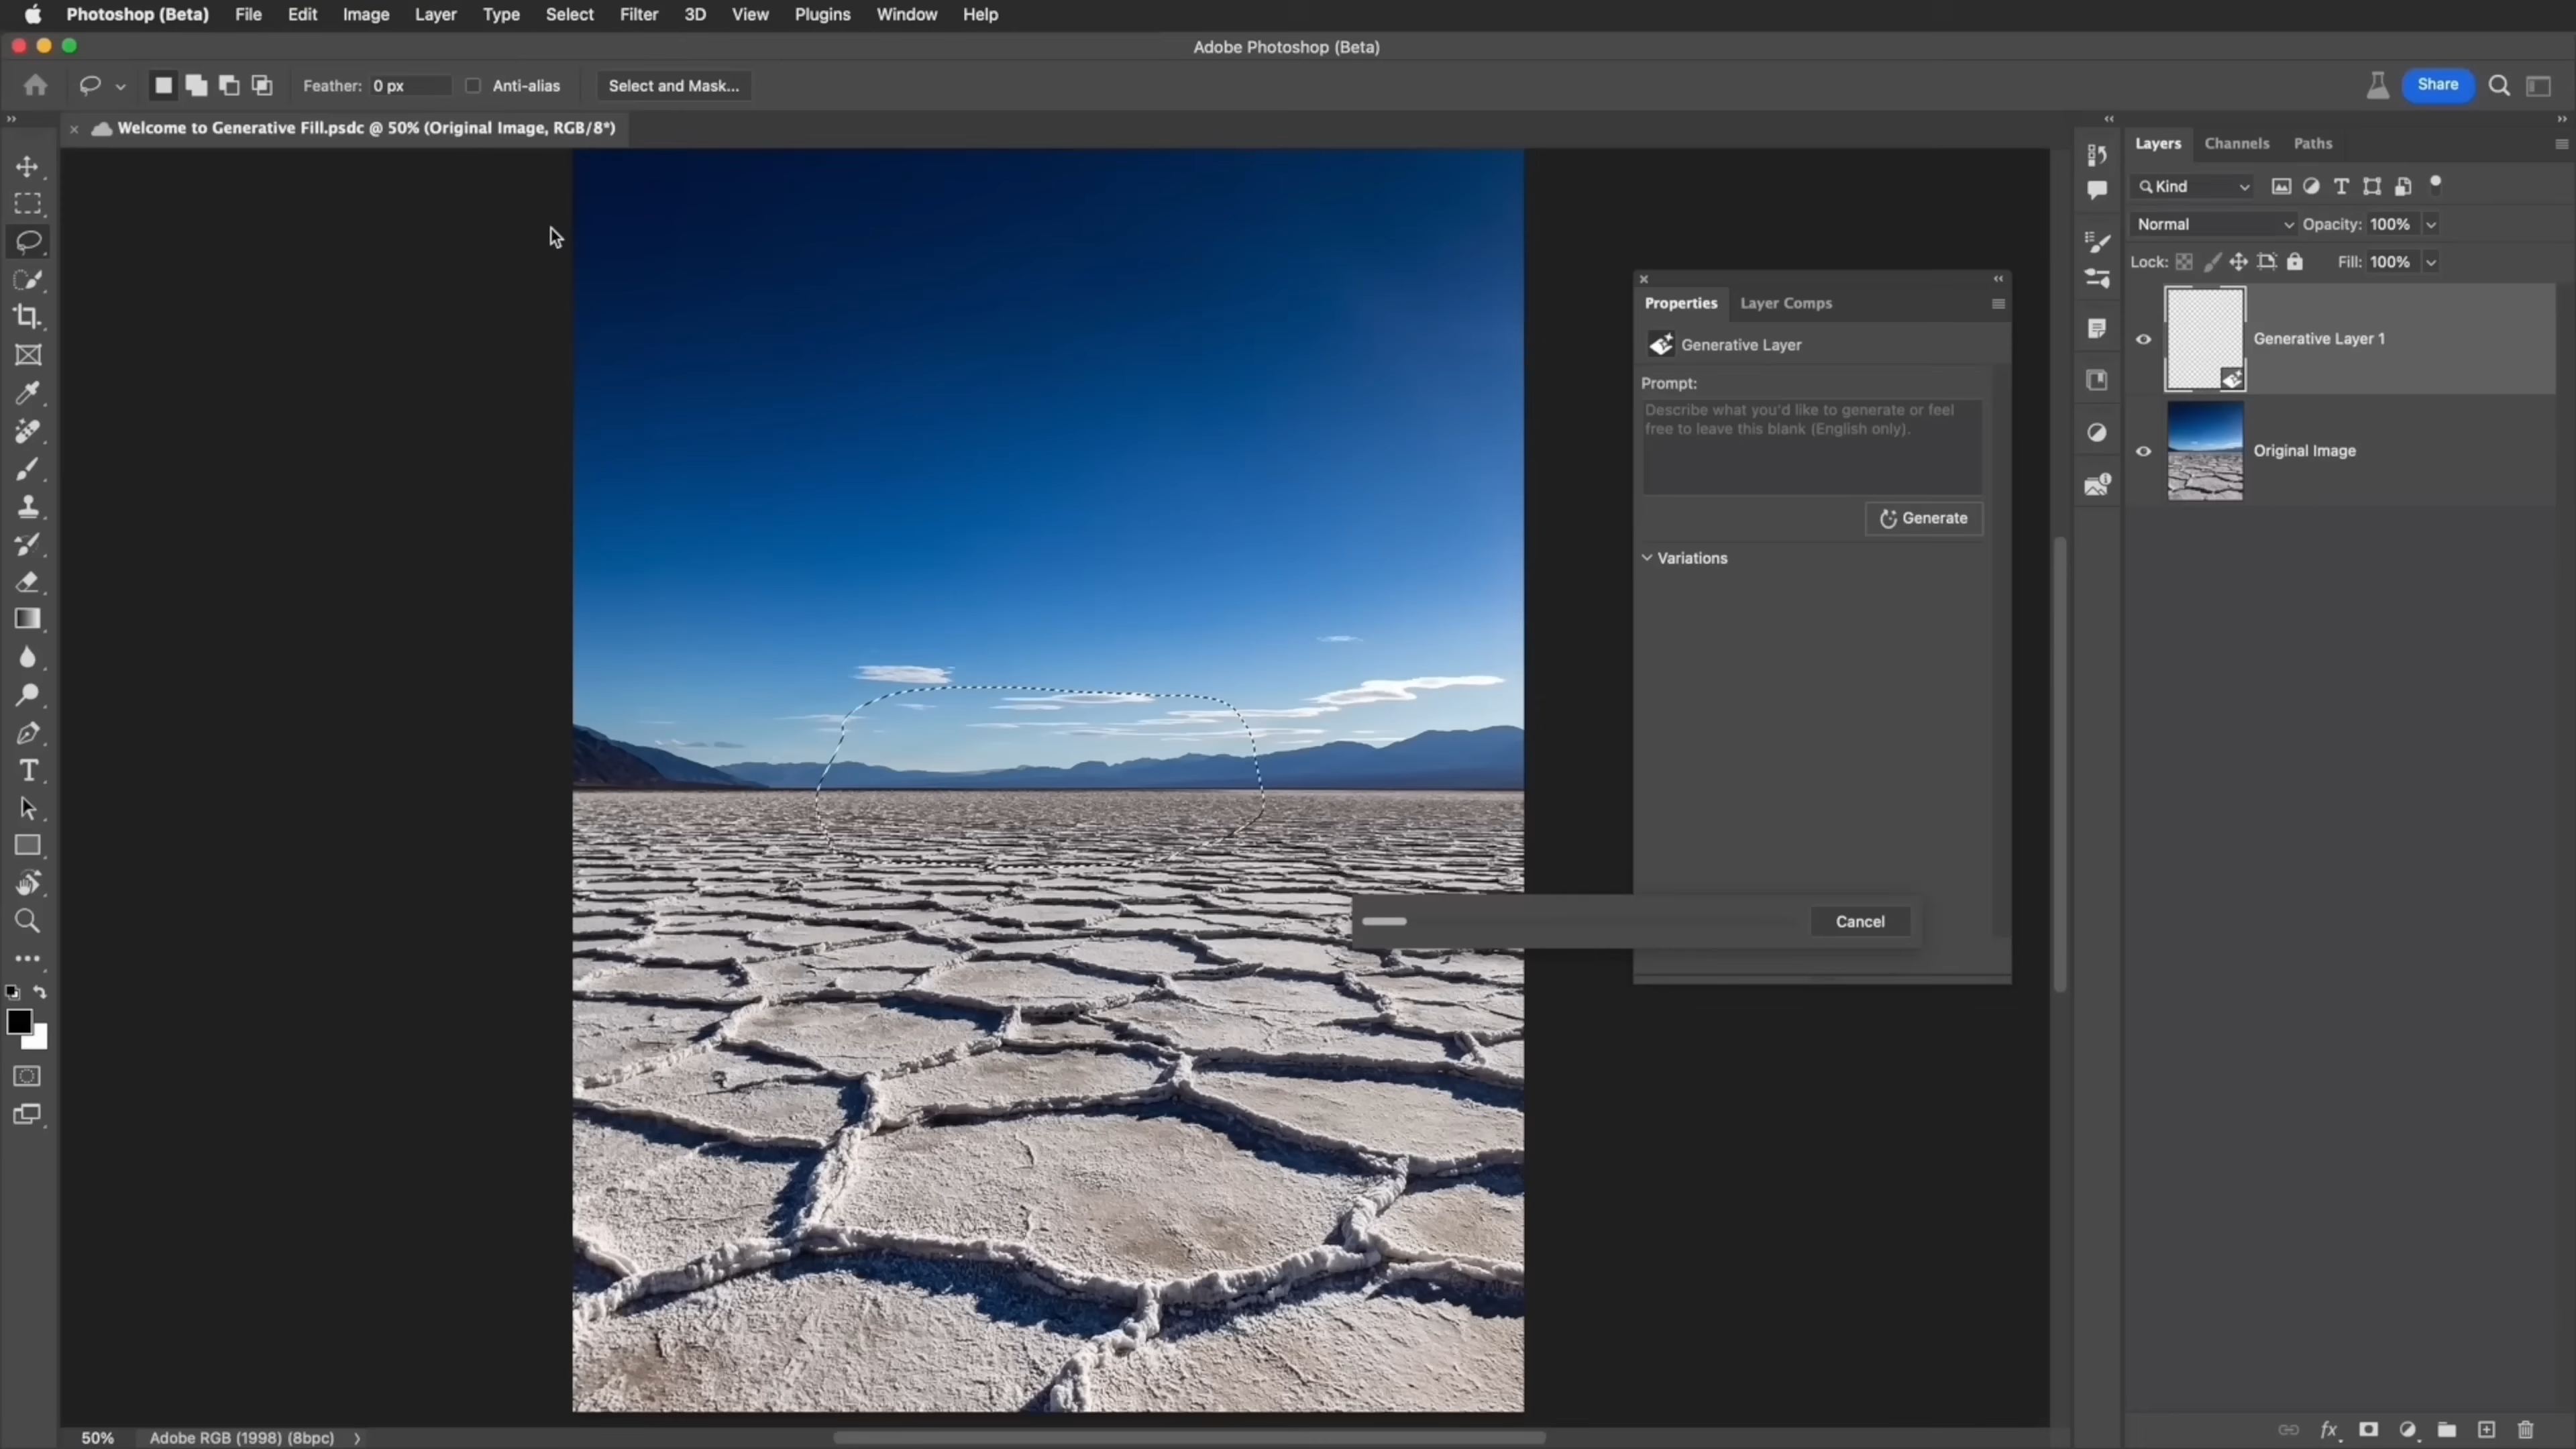 Photoshop (Beta) File Edit Image Layer Type Select Filter 3D View Plugins Window Help
Adobe Photoshop (Beta)
Feather: 0 px Anti-alias Select and Mask... Share
Welcome to Generative Fill.psdc @ 50% (Original Image, RGB/8*)
Layers Channels Paths
Kind
Normal Opacity: 100%
Lock: Fill: 100%
Generative Layer 1
Original Image
Properties Layer Comps
Generative Layer
Prompt:
Describe what you'd like to generate or feel
free to leave this blank (English only).
Generate
Variations
Cancel
50% Adobe RGB (1998) (8bpc)